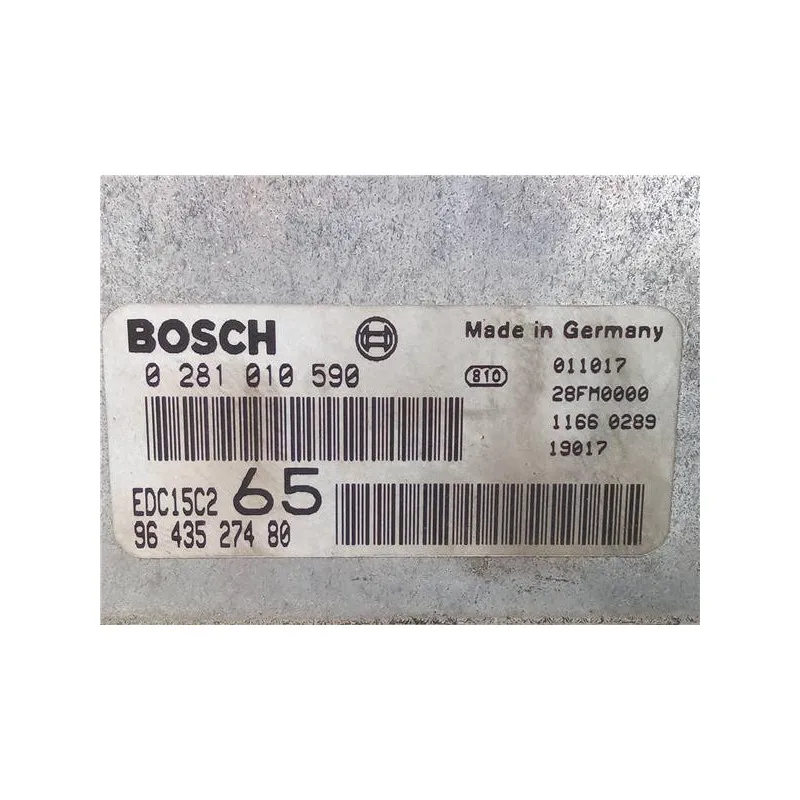 BOSCH
Made in Germany
0 281 010 590
810
011017
28FM0000
1166 0289
19017
EDC15C2 65
96 435 274 80